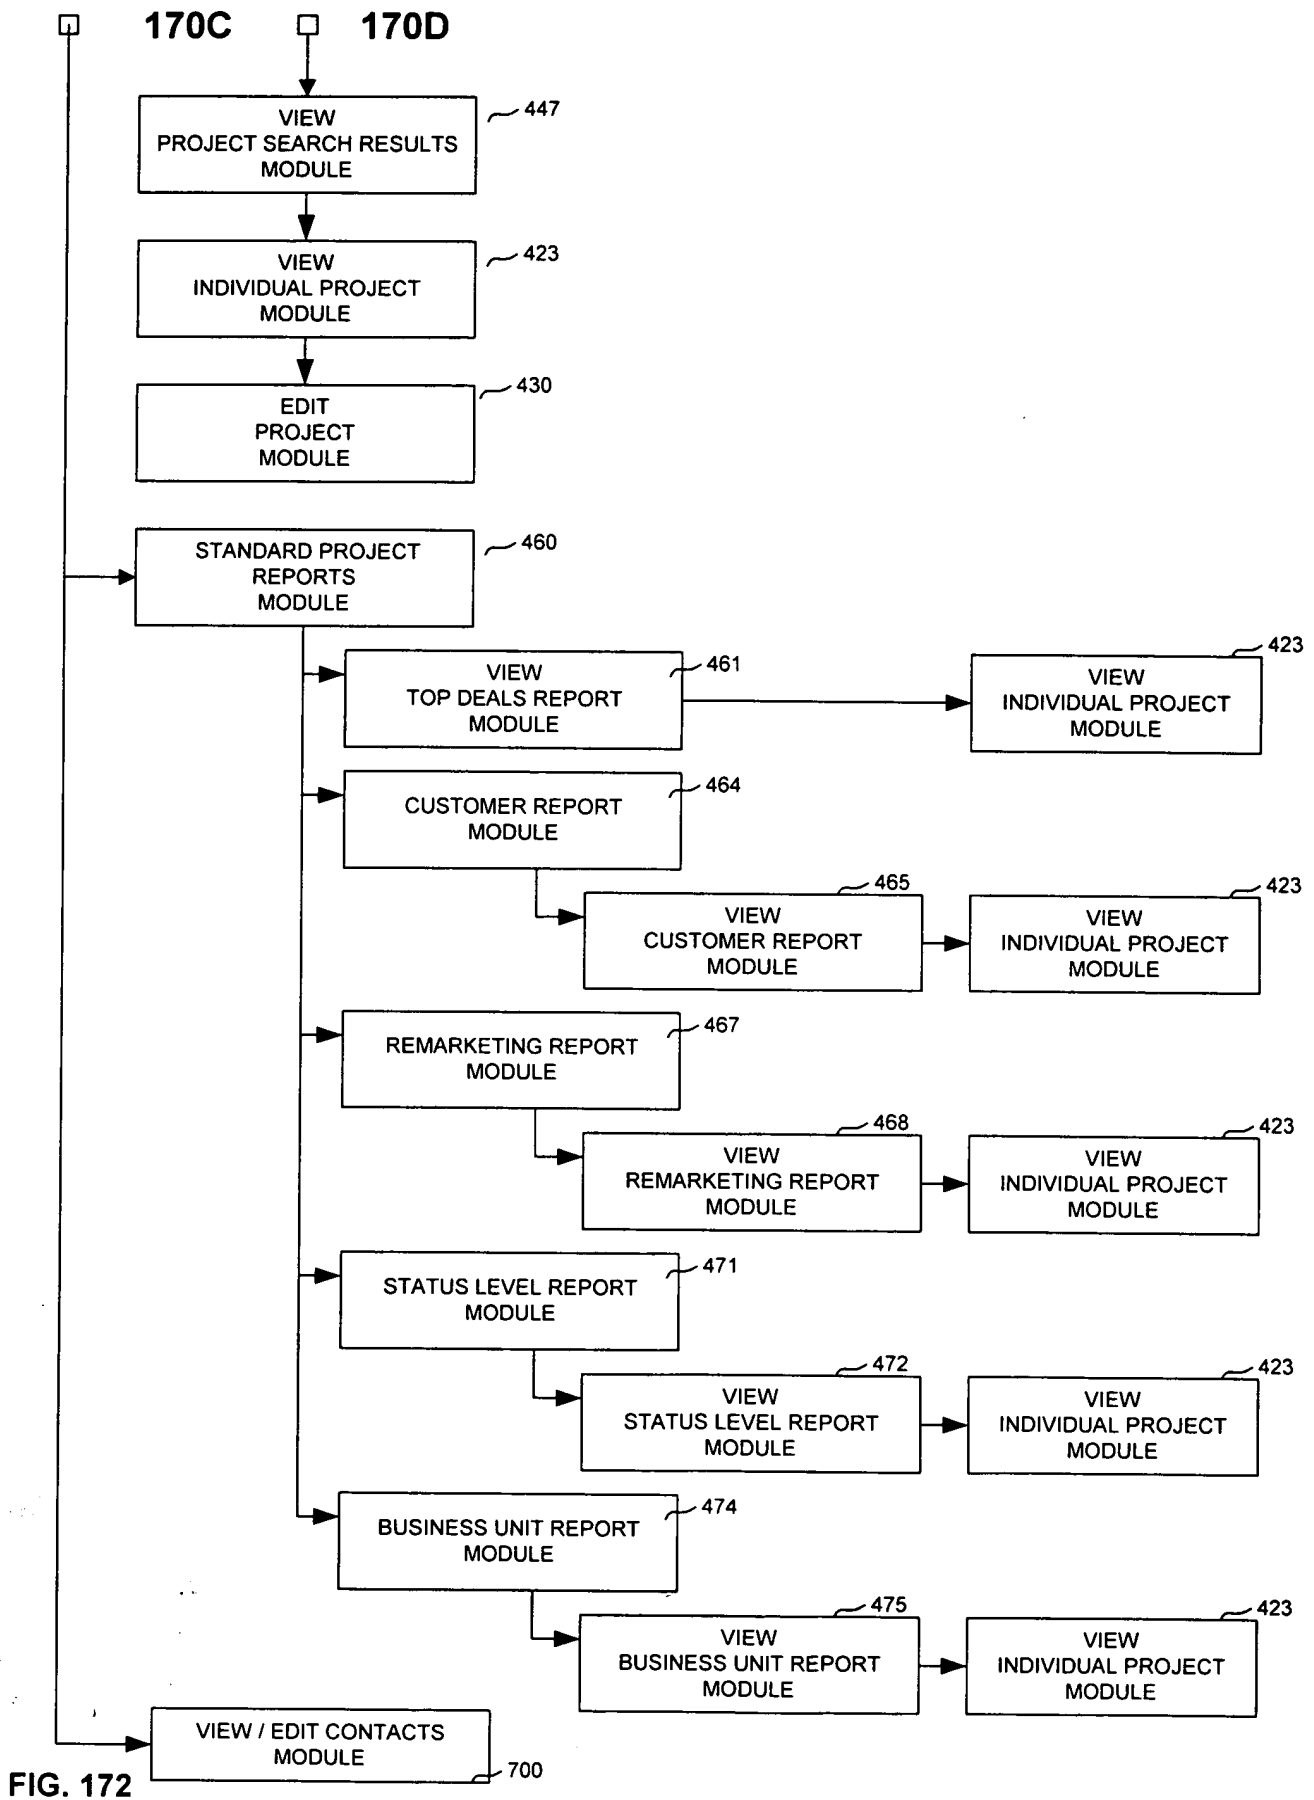 170C
170D
VIEW
PROJECT SEARCH RESULTS
MODULE
447
VIEW
INDIVIDUAL PROJECT
MODULE
423
EDIT
PROJECT
MODULE
430
STANDARD PROJECT
REPORTS
MODULE
460
VIEW
TOP DEALS REPORT
MODULE
461
VIEW
INDIVIDUAL PROJECT
MODULE
423
CUSTOMER REPORT
MODULE
464
VIEW
CUSTOMER REPORT
MODULE
465
VIEW
INDIVIDUAL PROJECT
MODULE
423
REMARKETING REPORT
MODULE
467
VIEW
REMARKETING REPORT
MODULE
468
VIEW
INDIVIDUAL PROJECT
MODULE
423
STATUS LEVEL REPORT
MODULE
471
VIEW
STATUS LEVEL REPORT
MODULE
472
VIEW
INDIVIDUAL PROJECT
MODULE
423
BUSINESS UNIT REPORT
MODULE
474
VIEW
BUSINESS UNIT REPORT
MODULE
475
VIEW
INDIVIDUAL PROJECT
MODULE
423
VIEW / EDIT CONTACTS
MODULE
700
FIG. 172